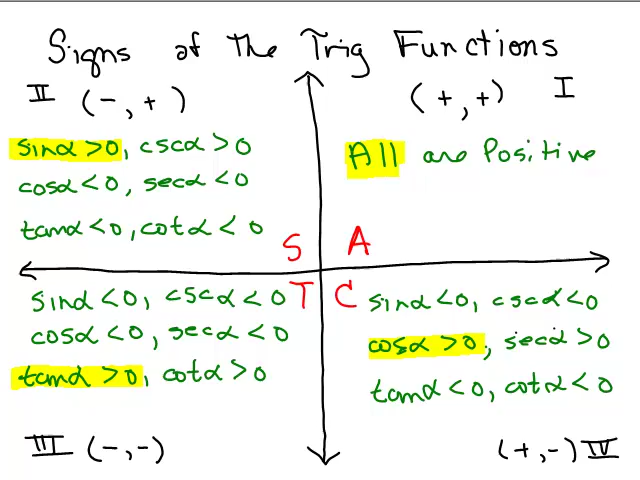 Signs of the Trig Functions
II (-, +)
(+, +) I
sinα > 0, cscα > 0
cosα < 0, secα < 0
tanα < 0, cotα < 0
All are Positive
S A
T C
sinα < 0, cscα < 0
cosα < 0, secα < 0
tanα > 0, cotα > 0
sinα < 0, cscα < 0
cosα > 0, secα > 0
tanα < 0, cotα < 0
III (-, -)
(+, -) IV